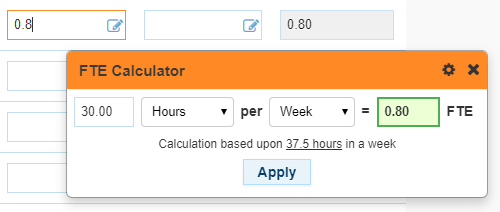 0.8 0.80
FTE Calculator
30.00 Hours per Week = 0.80 FTE
Calculation based upon 37.5 hours in a week
Apply